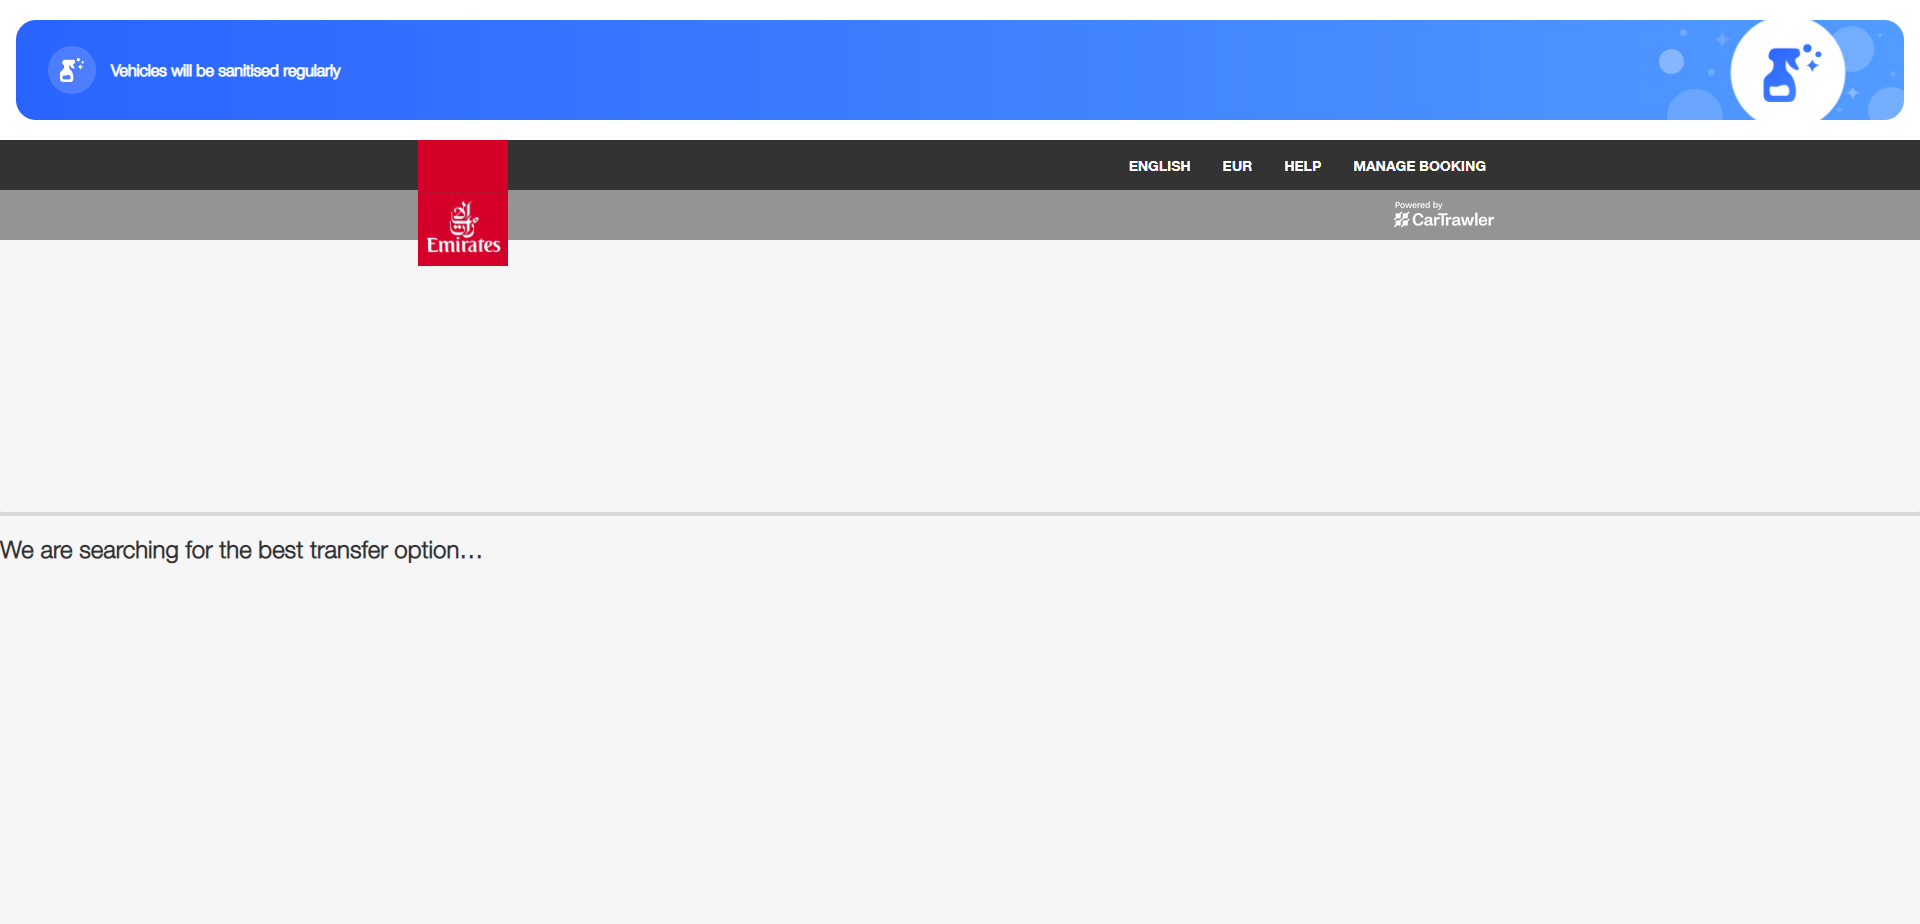 Vehicles will be sanitised regularly
ENGLISH EUR HELP MANAGE BOOKING
Emirates
Powered by
CarTrawler
We are searching for the best transfer option…